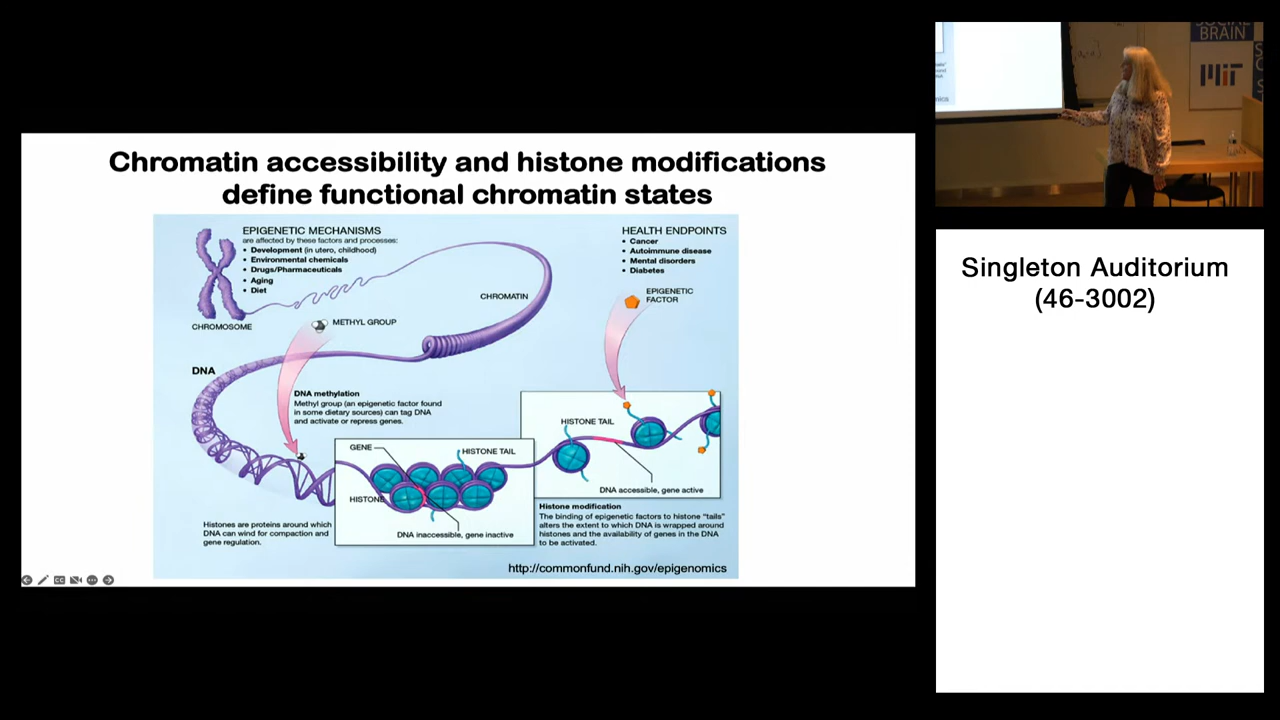 Chromatin accessibility and histone modifications
define functional chromatin states
EPIGENETIC MECHANISMS
are affected by these factors and processes:
• Development (in utero, childhood)
• Environmental chemicals
• Drugs/Pharmaceuticals
• Aging
• Diet
HEALTH ENDPOINTS
• Cancer
• Autoimmune disease
• Mental disorders
• Diabetes
EPIGENETIC
FACTOR
CHROMATIN
CHROMOSOME
METHYL GROUP
DNA
DNA methylation
Methyl group (an epigenetic factor found
in some dietary sources) can tag DNA
and activate or repress genes.
HISTONE TAIL
DNA accessible, gene active
GENE
HISTONE TAIL
HISTONE
DNA inaccessible, gene inactive
Histones are proteins around which
DNA can wind for compaction and
gene regulation.
Histone modification
The binding of epigenetic factors to histone "tails"
alters the extent to which DNA is wrapped around
histones and the availability of genes in the DNA
to be activated.
http://commonfund.nih.gov/epigenomics
CC
SOCIAL
BRAIN
MIT
Singleton Auditorium
(46-3002)